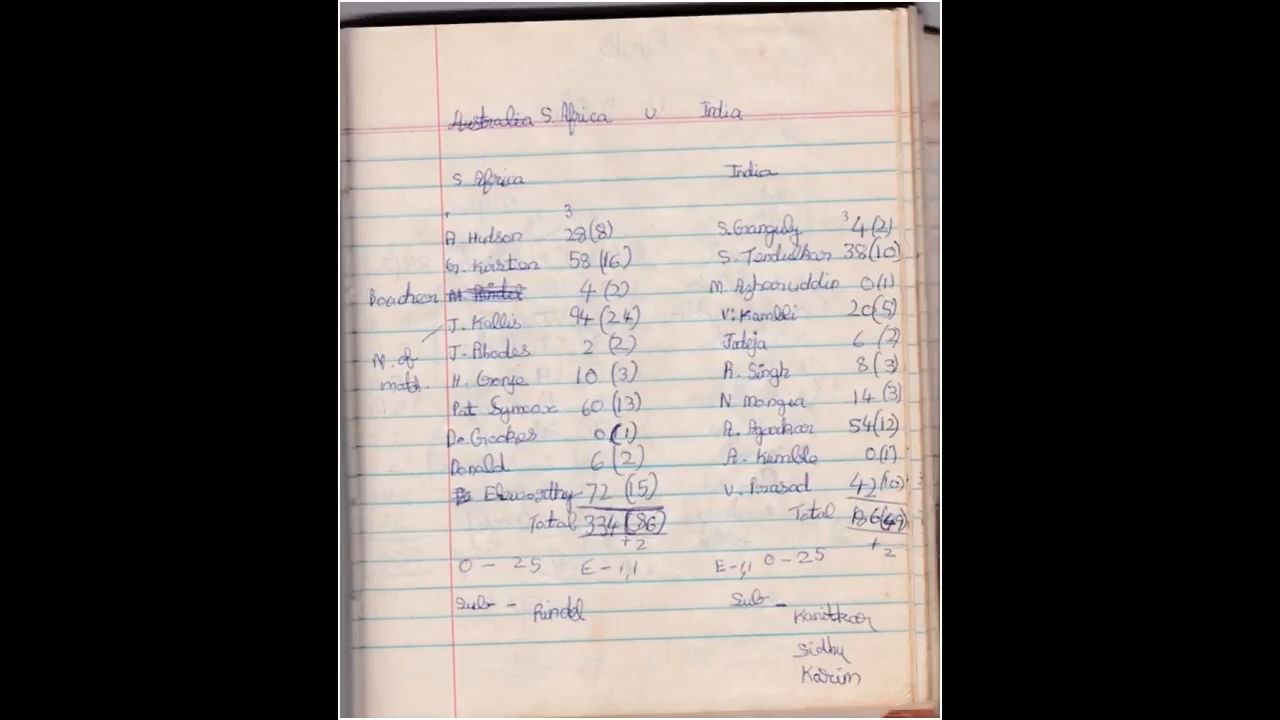 Australia S. Africa v India
S. Africa India
3
A. Hudson 28(8) S. Ganguly 3 4(2)
G. Kirsten 58 (16) S. Tendulkar 38(10)
Boucher M. Rindel 4 (2) M. Azharuddin 0(1)
J. Kallis 94 (24) V. Kambli 20(5)
J. Rhodes 2 (2) Jadeja 6 (2)
M. of
match. H. Cronje 10 (3) R. Singh 8(3)
Pat Symcox 60 (13) N Mongia 14 (3)
De Crookes 0 (1) A. Agarkar 54(12)
Donald 6 (2) A. Kumble 0(1)
Elsworthy 72 (15) V. Prasad 42(10)
Total 334 (86) Total
+2 +2
0 - 25 E - 1,1 E-1,1 0 - 25
Sub - Rindel Sub -
Kanitkar
Sidhu
Karim